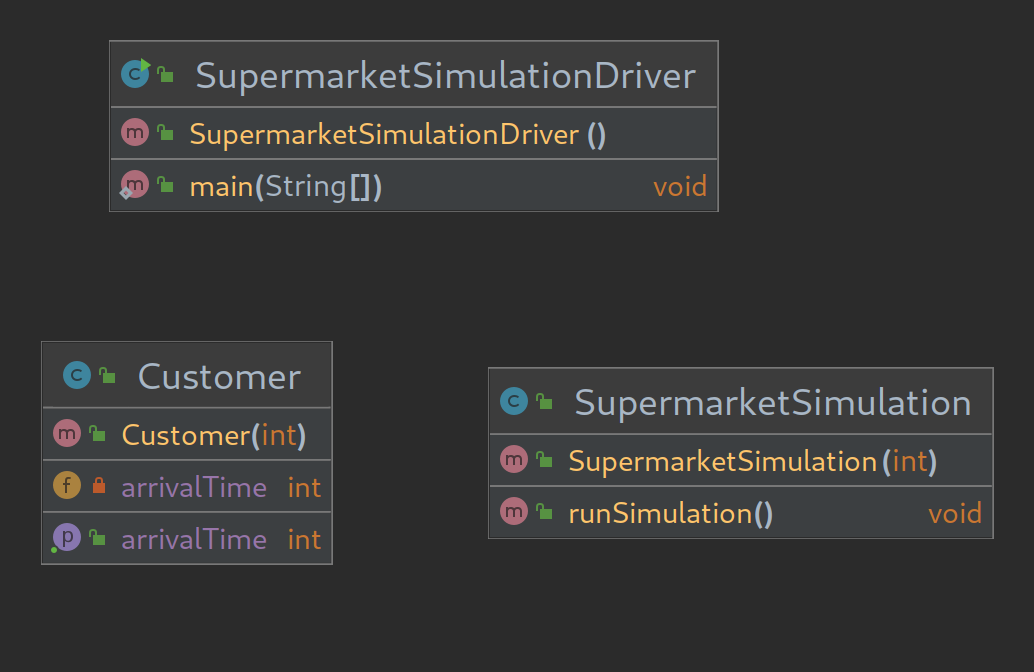 SupermarketSimulationDriver
SupermarketSimulationDriver ()
main(String[]) void
Customer
Customer(int)
arrivalTime int
arrivalTime int
SupermarketSimulation
SupermarketSimulation (int)
runSimulation() void